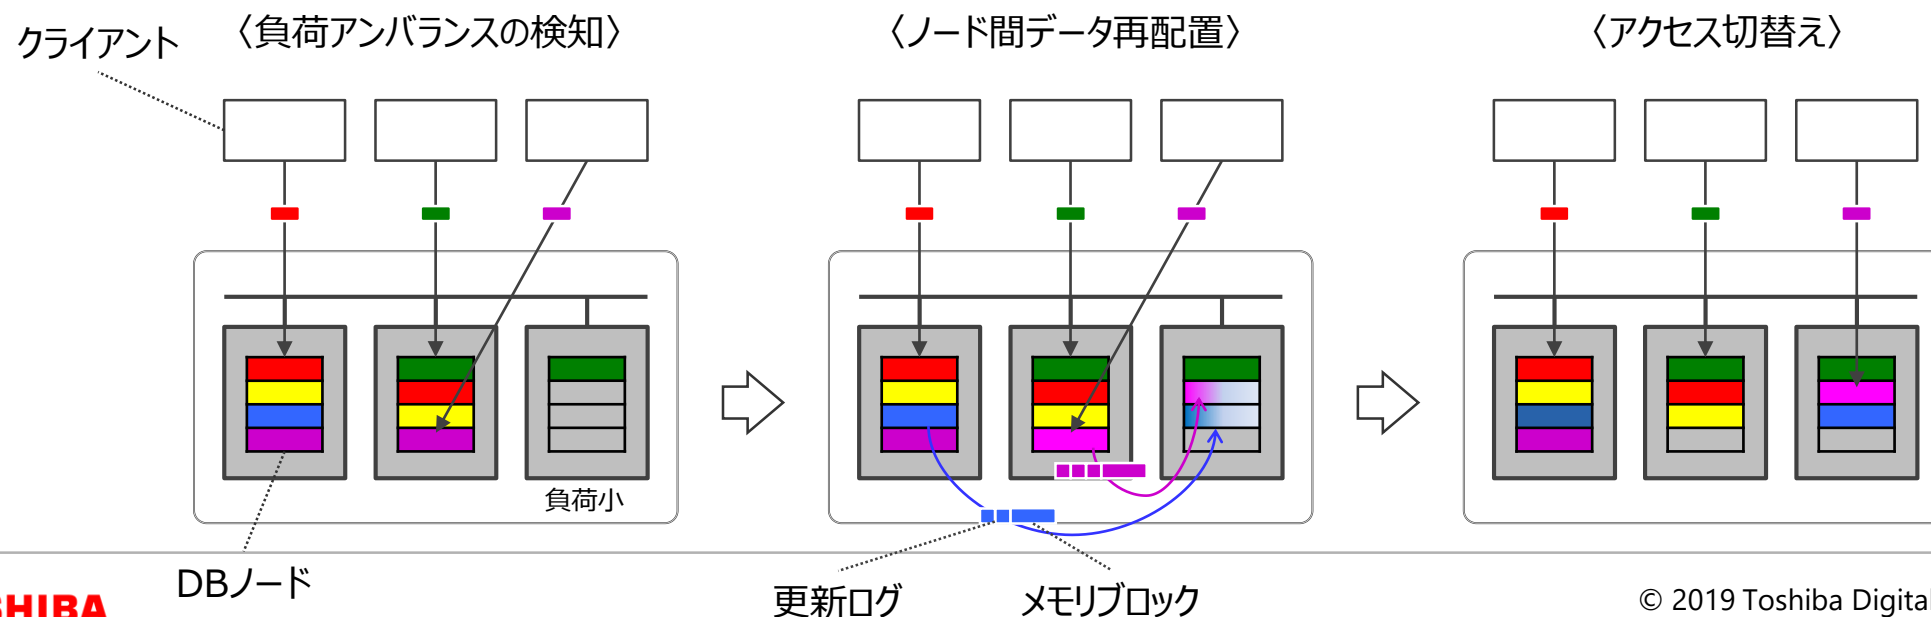 クライアント
〈負荷アンバランスの検知〉
〈ノード間データ再配置〉
〈アクセス切替え〉
負荷小
DBノード
更新ログ
メモリブロック
SHIBA
© 2019 Toshiba Digital